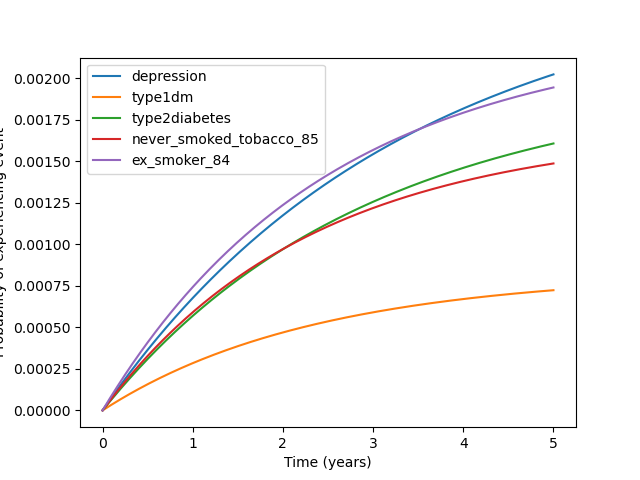 0.00200
0.00175
0.00150
0.00125
0.00100
0.00075
0.00050
0.00025
0.00000
depression
type1dm
type2diabetes
never_smoked_tobacco_85
ex_smoker_84
0 1 2 3 4 5
Time (years)
Probability of experiencing event